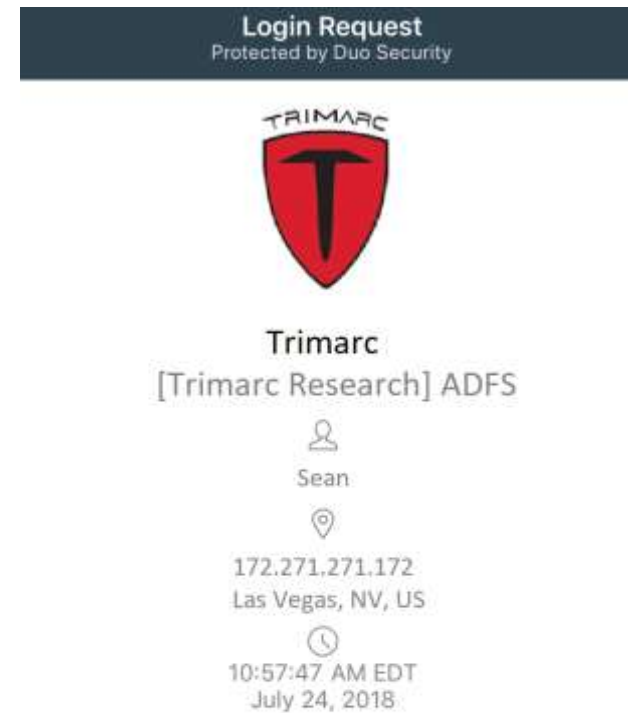 Login Request
Protected by Duo Security
TRIMARC
Trimarc
[Trimarc Research] ADFS
Sean
172.271.271.172
Las Vegas, NV, US
10:57:47 AM EDT
July 24, 2018